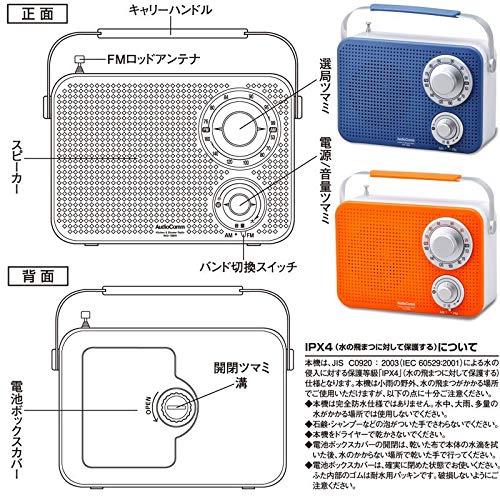 正面
キャリーハンドル
FMロッドアンテナ
選局ツマミ
スピーカー
電源/音量ツマミ
AudioComm
AM
FM
バンド切換スイッチ
背面
開閉ツマミ
溝
OPEN
電池ボックスカバー
AudioComm
AudioComm
IPX4（水の飛まつに対して保護する）について
本機は、JIS C0920：2003（IEC 60529:2001）による水の
侵入に対する保護等級「IPX4」（水の飛まつに対して保護する）
仕様となります。本機は小雨の野外、水の飛まつがかかる場所
でご使用いただけますが、以下の点に十分ご注意ください。
◆本機は完全防水仕様ではありません。水中、大雨、多量の
水がかかる場所では使用しないでください。
◆石鹸・シャンプーなどの泡がついた手でさわらないでください。
◆本機をドライヤーで乾かさないでください。
◆電池ボックスカバーの開閉は、乾いた布で本体の水滴を拭
いた後、水のかからない場所で乾いた手で行ってください。
◆電池ボックスカバーは、確実に閉めた状態でお使いください。
ふた内部のゴムは耐水用パッキンです。破損しないようにご
注意ください。